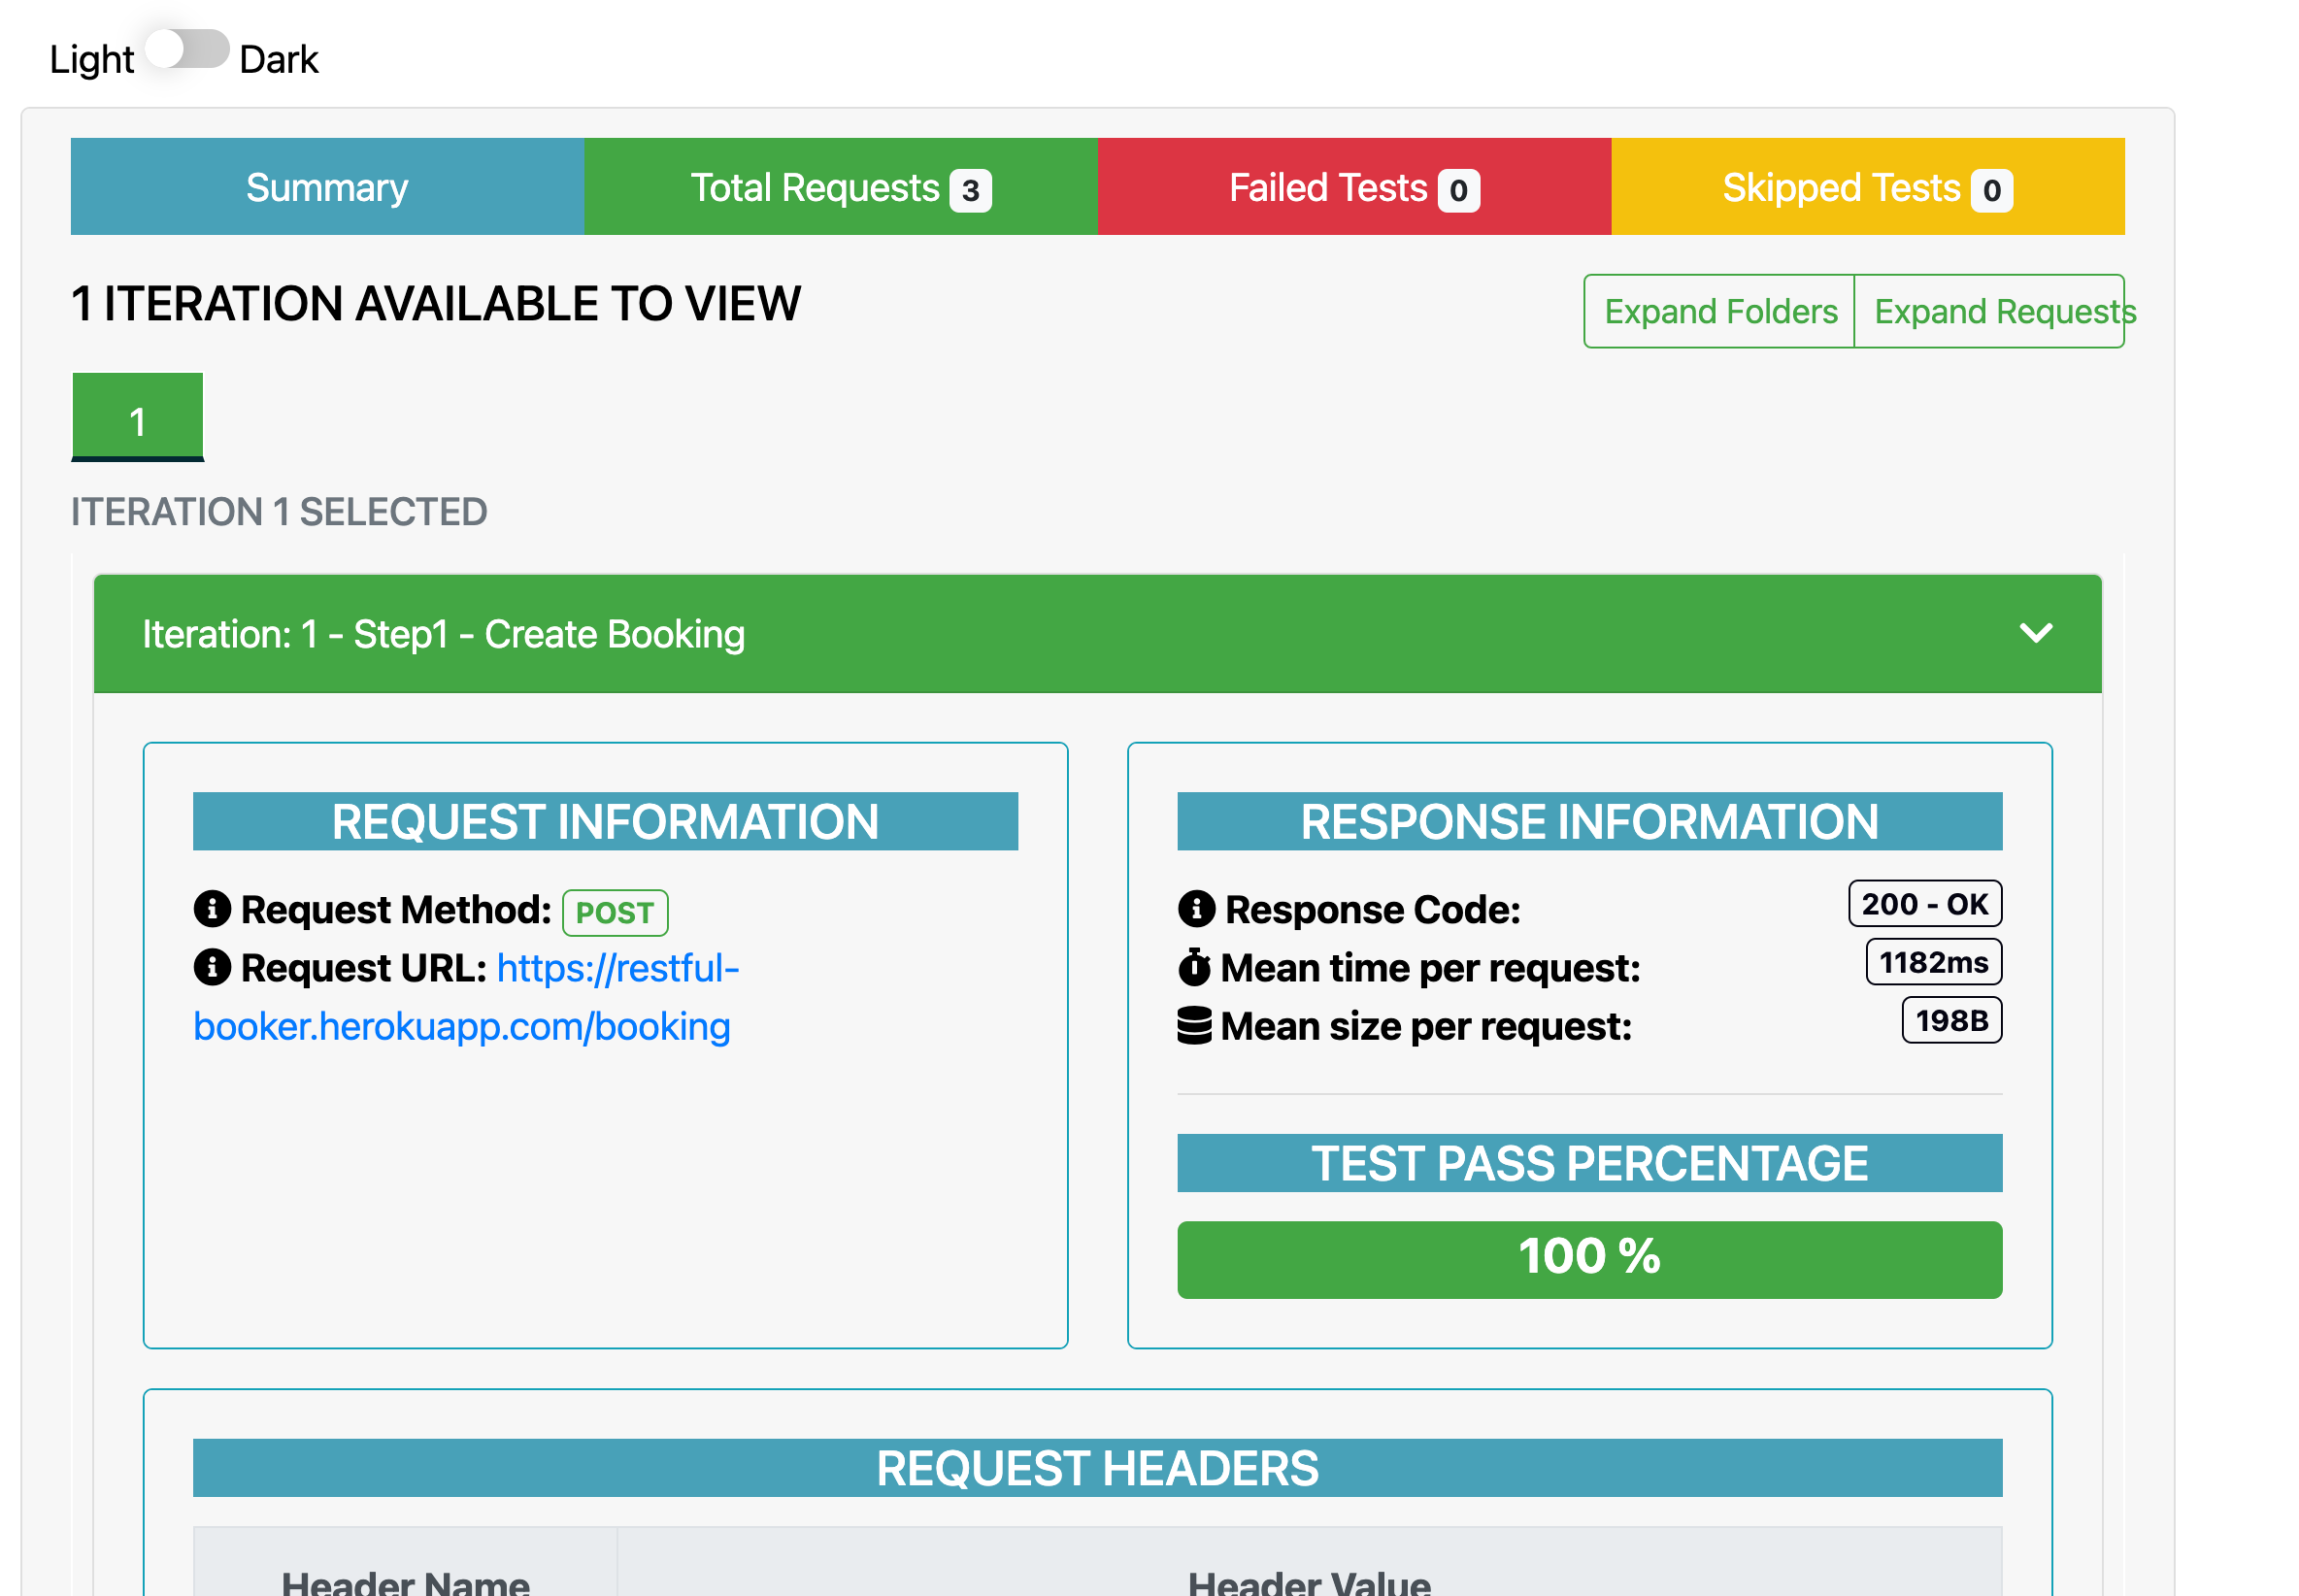 Light Dark
Summary Total Requests 3 Failed Tests 0 Skipped Tests 0
1 ITERATION AVAILABLE TO VIEW
Expand Folders Expand Requests
1
ITERATION 1 SELECTED
Iteration: 1 - Step1 - Create Booking
REQUEST INFORMATION
Request Method: POST
Request URL: https://restful-
booker.herokuapp.com/booking
RESPONSE INFORMATION
Response Code: 200 - OK
Mean time per request: 1182ms
Mean size per request: 198B
TEST PASS PERCENTAGE
100 %
REQUEST HEADERS
Header Name Header Value